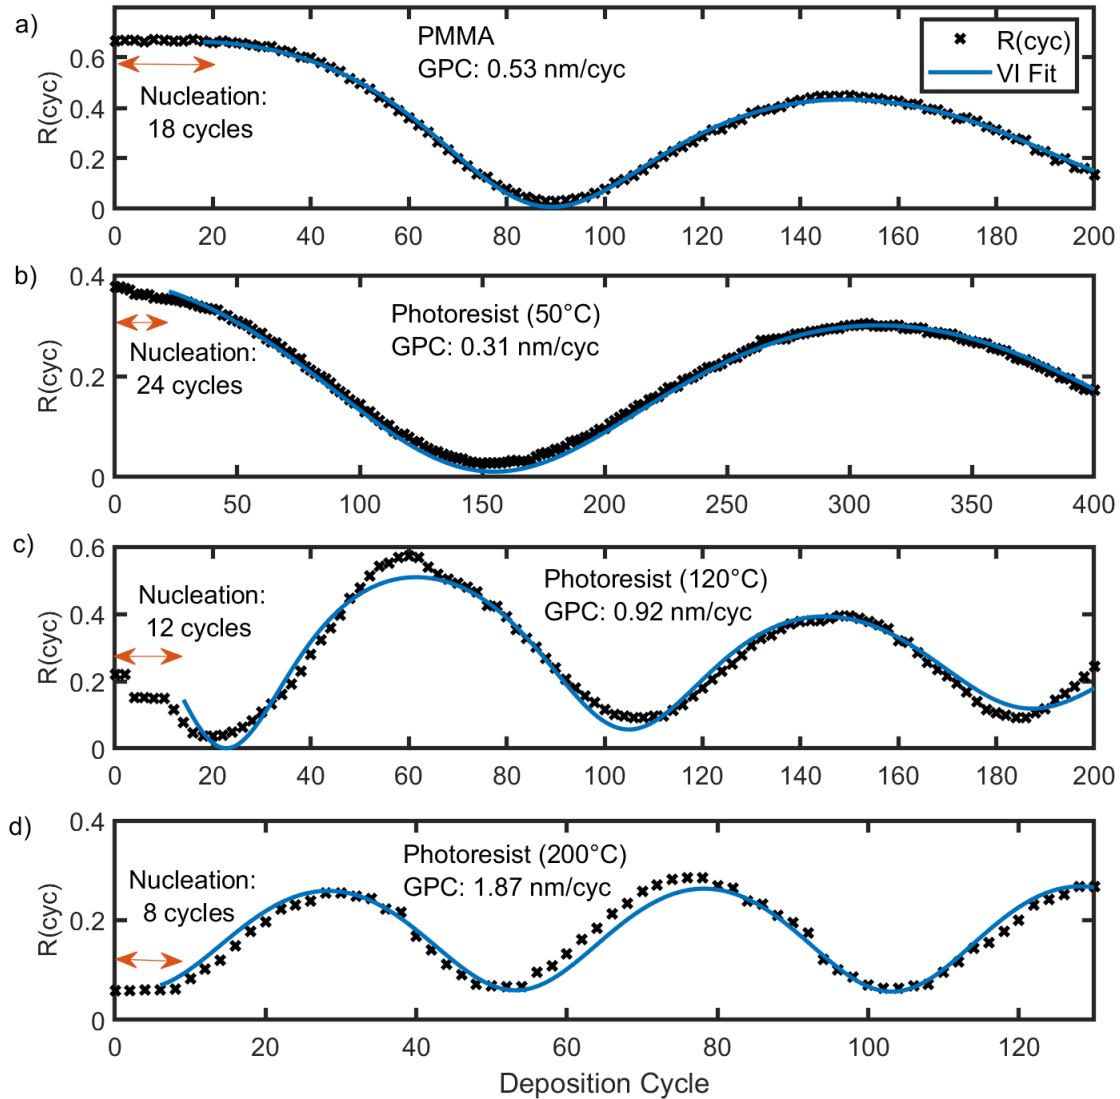 a)
PMMA
GPC: 0.53 nm/cyc
R(cyc)
VI Fit
Nucleation:
18 cycles
R(cyc)
0.6
0.4
0.2
0
0 20 40 60 80 100 120 140 160 180 200
b)
Photoresist (50°C)
GPC: 0.31 nm/cyc
Nucleation:
24 cycles
R(cyc)
0.4
0.2
0
0 50 100 150 200 250 300 350 400
c)
Photoresist (120°C)
GPC: 0.92 nm/cyc
Nucleation:
12 cycles
R(cyc)
0.6
0.4
0.2
0
0 20 40 60 80 100 120 140 160 180 200
d)
Photoresist (200°C)
GPC: 1.87 nm/cyc
Nucleation:
8 cycles
R(cyc)
0.4
0.2
0
0 20 40 60 80 100 120
Deposition Cycle